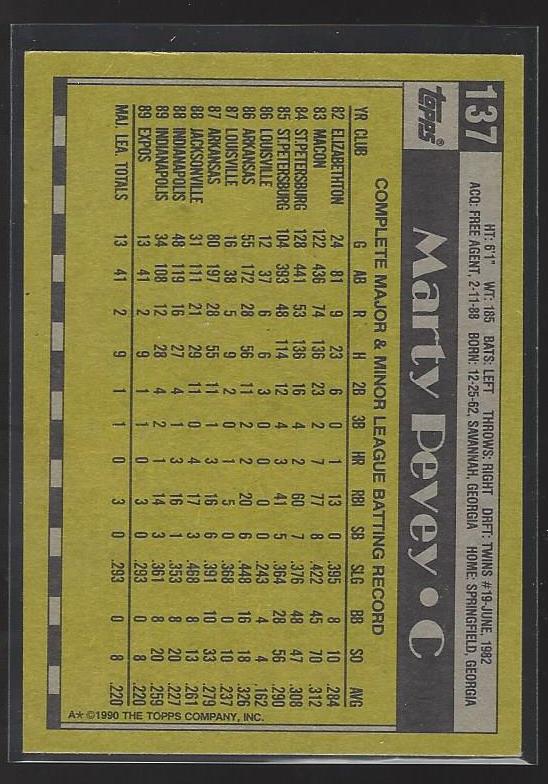 137
topps®
HT: 6'1" WT: 185 BATS: LEFT THROWS: RIGHT DRFT: TWINS #19-JUNE, 1982
ACQ: FREE AGENT, 2-11-88 BORN: 12-25-62, SAVANNAH, GEORGIA HOME: SPRINGFIELD, GEORGIA
Marty Pevey • C
COMPLETE MAJOR & MINOR LEAGUE BATTING RECORD
YR CLUB G AB R H 2B 3B HR RBI SB SLG BB SO AVG
82 ELIZABETHTON 24 81 9 23 6 0 1 13 0 .395 8 10 .284
83 MACON 122 436 74 136 23 2 7 77 8 .422 45 70 .312
84 ST.PETERSBURG 128 441 53 136 16 4 2 60 7 .376 48 47 .308
85 ST.PETERSBURG 104 393 48 114 12 4 3 41 5 .364 28 56 .290
86 LOUISVILLE 12 37 6 6 3 0 0 0 0 .243 4 4 .162
86 ARKANSAS 55 172 28 56 11 2 2 20 6 .448 16 18 .326
87 LOUISVILLE 16 38 5 9 2 0 1 5 0 .368 0 10 .237
87 ARKANSAS 80 197 28 55 11 1 3 16 6 .391 10 33 .279
88 JACKSONVILLE 31 111 21 29 11 0 4 17 3 .468 8 13 .261
88 INDIANAPOLIS 48 119 16 27 4 1 3 16 1 .353 8 20 .227
89 INDIANAPOLIS 34 108 12 28 4 2 1 14 3 .361 8 20 .259
89 EXPOS 13 41 2 9 1 1 0 3 0 .293 0 8 .220
MAJ. LEA. TOTALS 13 41 2 9 1 1 0 3 0 .293 0 8 .220
A★ ©1990 THE TOPPS COMPANY, INC.